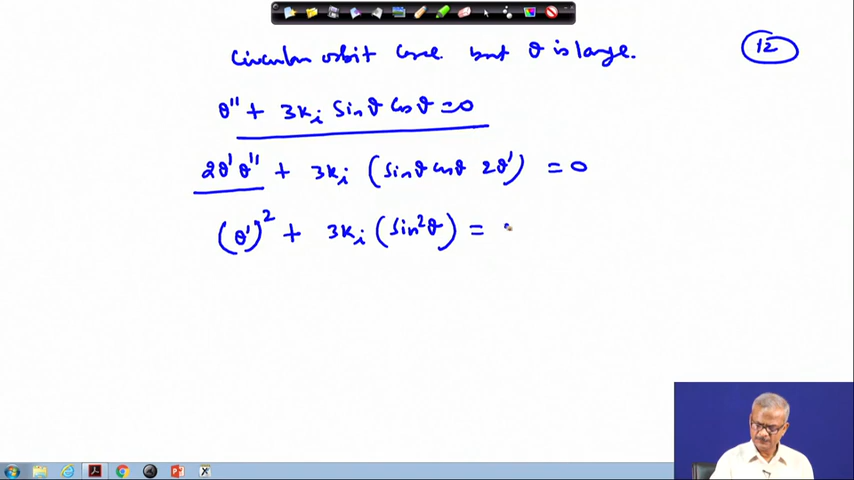 Circular orbit case but θ is large.
12
θ'' + 3k_i sinθ cosθ = 0
2θ'θ'' + 3k_i (sinθ cosθ 2θ') = 0
(θ')² + 3k_i (sin²θ) =